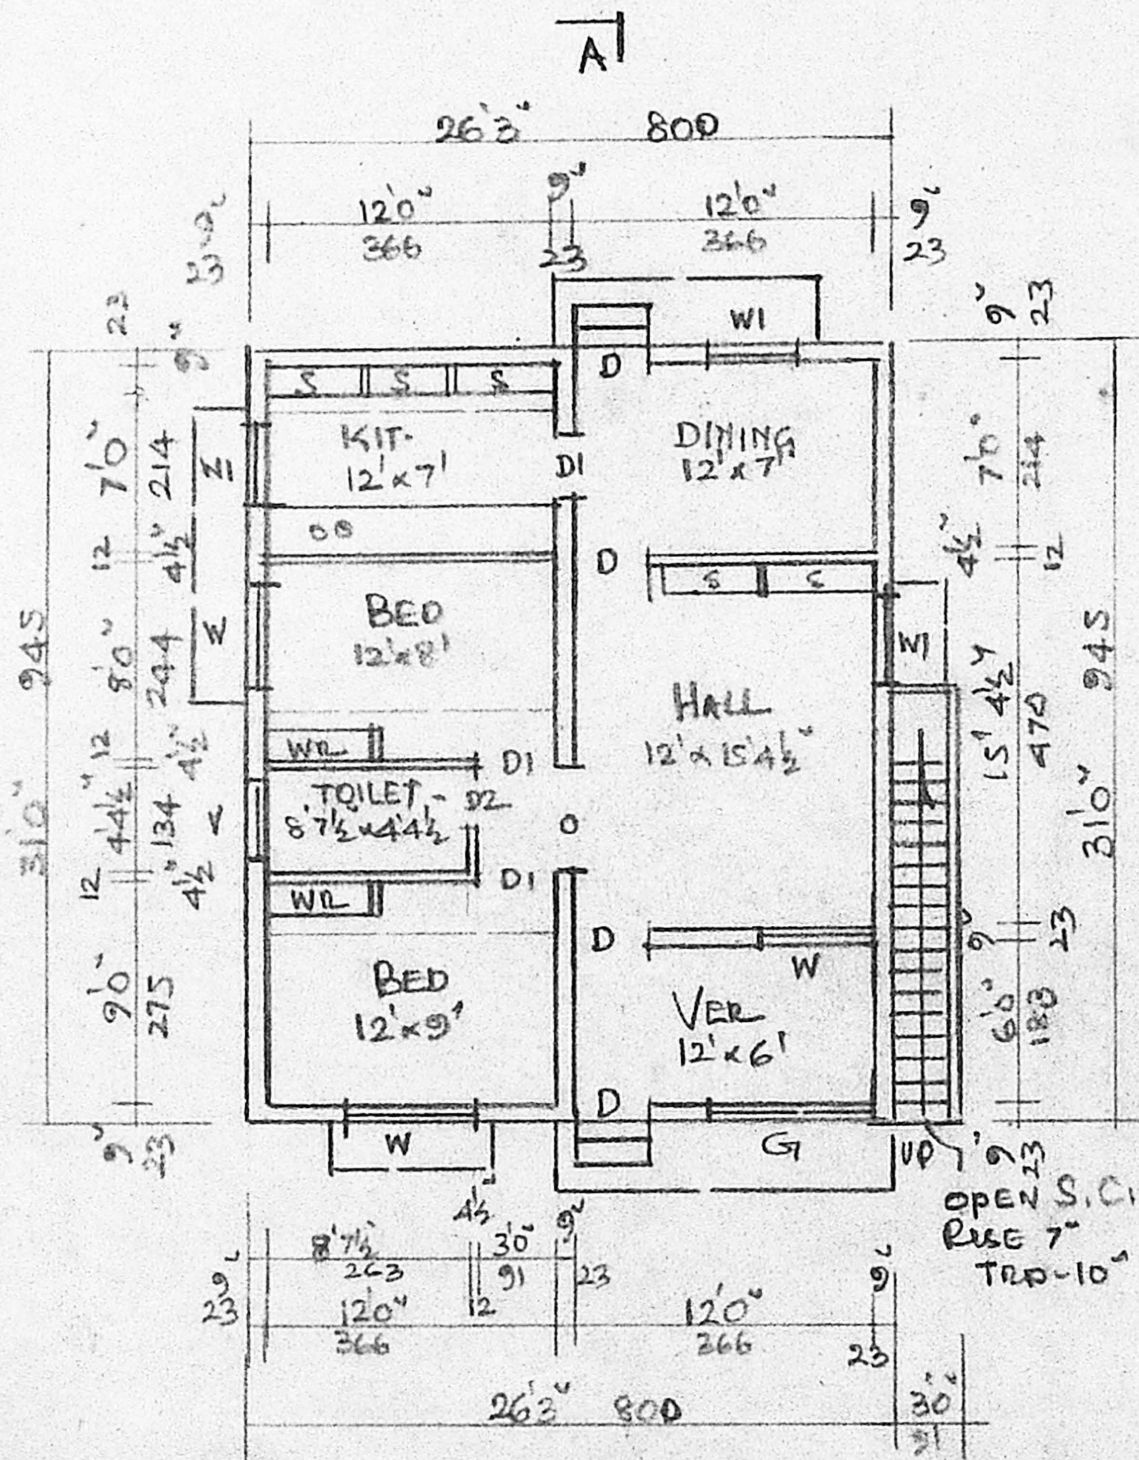 A
26'3" 800
9" 12'0" 9" 12'0" 9"
23 366 23 366 23
W1
9" 23
9" 23
D
S S S
7'0" 214
W1
KIT.
12'x7'
D1
DINING
12'x7'
7'0" 214
4½" 12
D
S S
4½" 12
W
BED
12'x8'
8'0" 244
W1
945
31'0"
HALL
12'x15'4½"
15'4½" 470
945
31'0"
4½" 12
WR
D1
TOILET
8'7½x4'4½
D2
O
4'4½" 134
V
4½" 12
WR
D1
D
W
9" 23
BED
12'x9'
9'0" 275
VER
12'x6'
6'0" 183
D
W
G
UP
9" 23
9" 23
OPEN S.C.
RISE 7"
TRD-10"
8'7½" 4½" 3'0" 9"
263 12 91 23
9" 12'0" 12'0" 9"
23 366 366 23
26'3" 800 3'0"
91